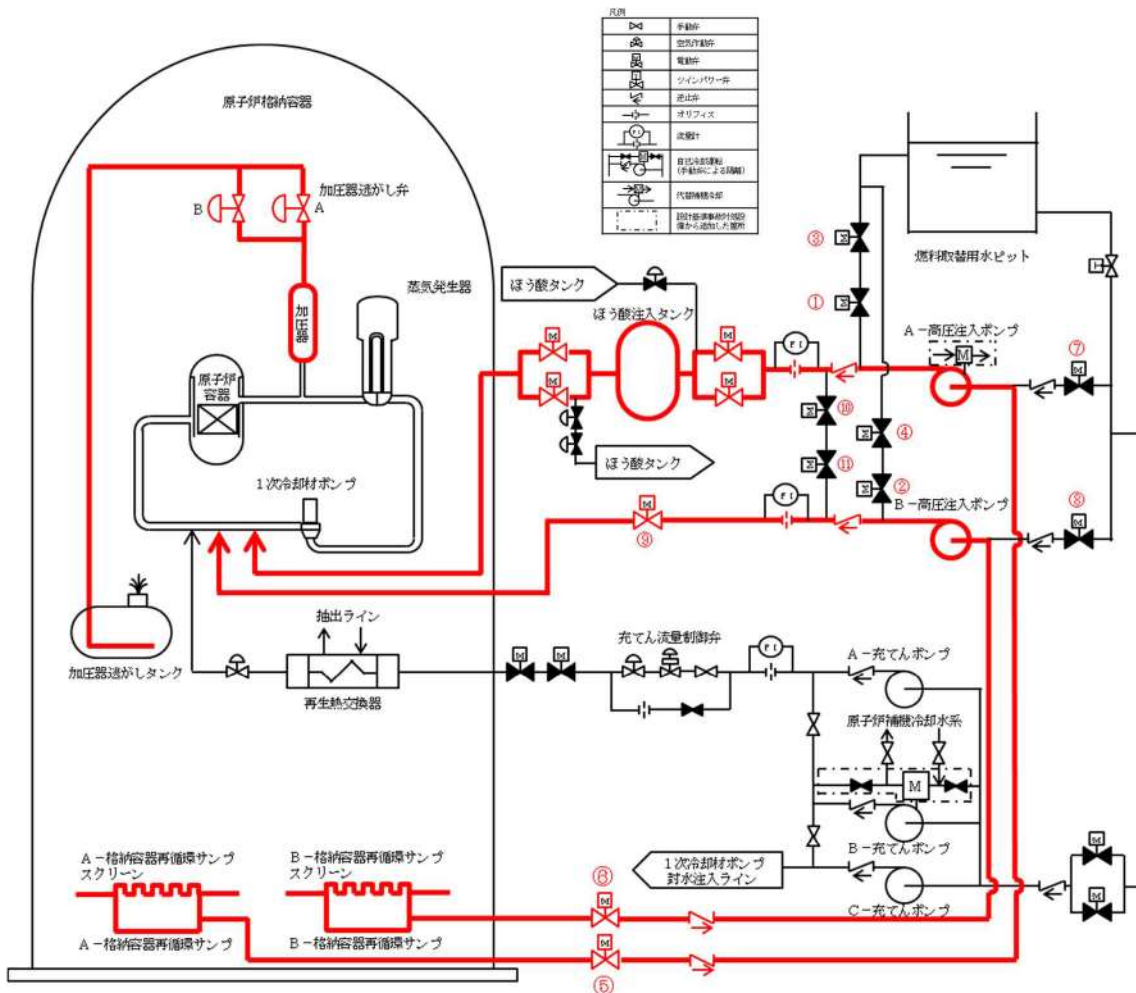 凡例
手動弁
空気作動弁
電動弁
ツインパワー弁
逆止弁
オリフィス
FI
流量計
M
自己冷却運転
(手動弁による隔離)
M
代替補機冷却
設計基準事故対処設
備から追加した箇所
原子炉格納容器
加圧器逃がし弁
B
A
蒸気発生器
加圧器
原子炉
容器
1次冷却材ポンプ
加圧器逃がしタンク
ほう酸タンク
ほう酸注入タンク
M
M
M
M
FI
ほう酸タンク
M
③
M
①
燃料取替用水ピット
A-高圧注入ポンプ
M
⑦
M
M
⑩
M
④
M
⑪
M
②
B-高圧注入ポンプ
M
⑨
FI
⑧
M
抽出ライン
再生熱交換器
M
M
充てん流量制御弁
FI
A-充てんポンプ
原子炉補機冷却水系
M
B-充てんポンプ
1次冷却材ポンプ
封水注入ライン
C-充てんポンプ
M
M
A-格納容器再循環サンプ
スクリーン
B-格納容器再循環サンプ
スクリーン
A-格納容器再循環サンプ
B-格納容器再循環サンプ
⑥
M
M
⑤